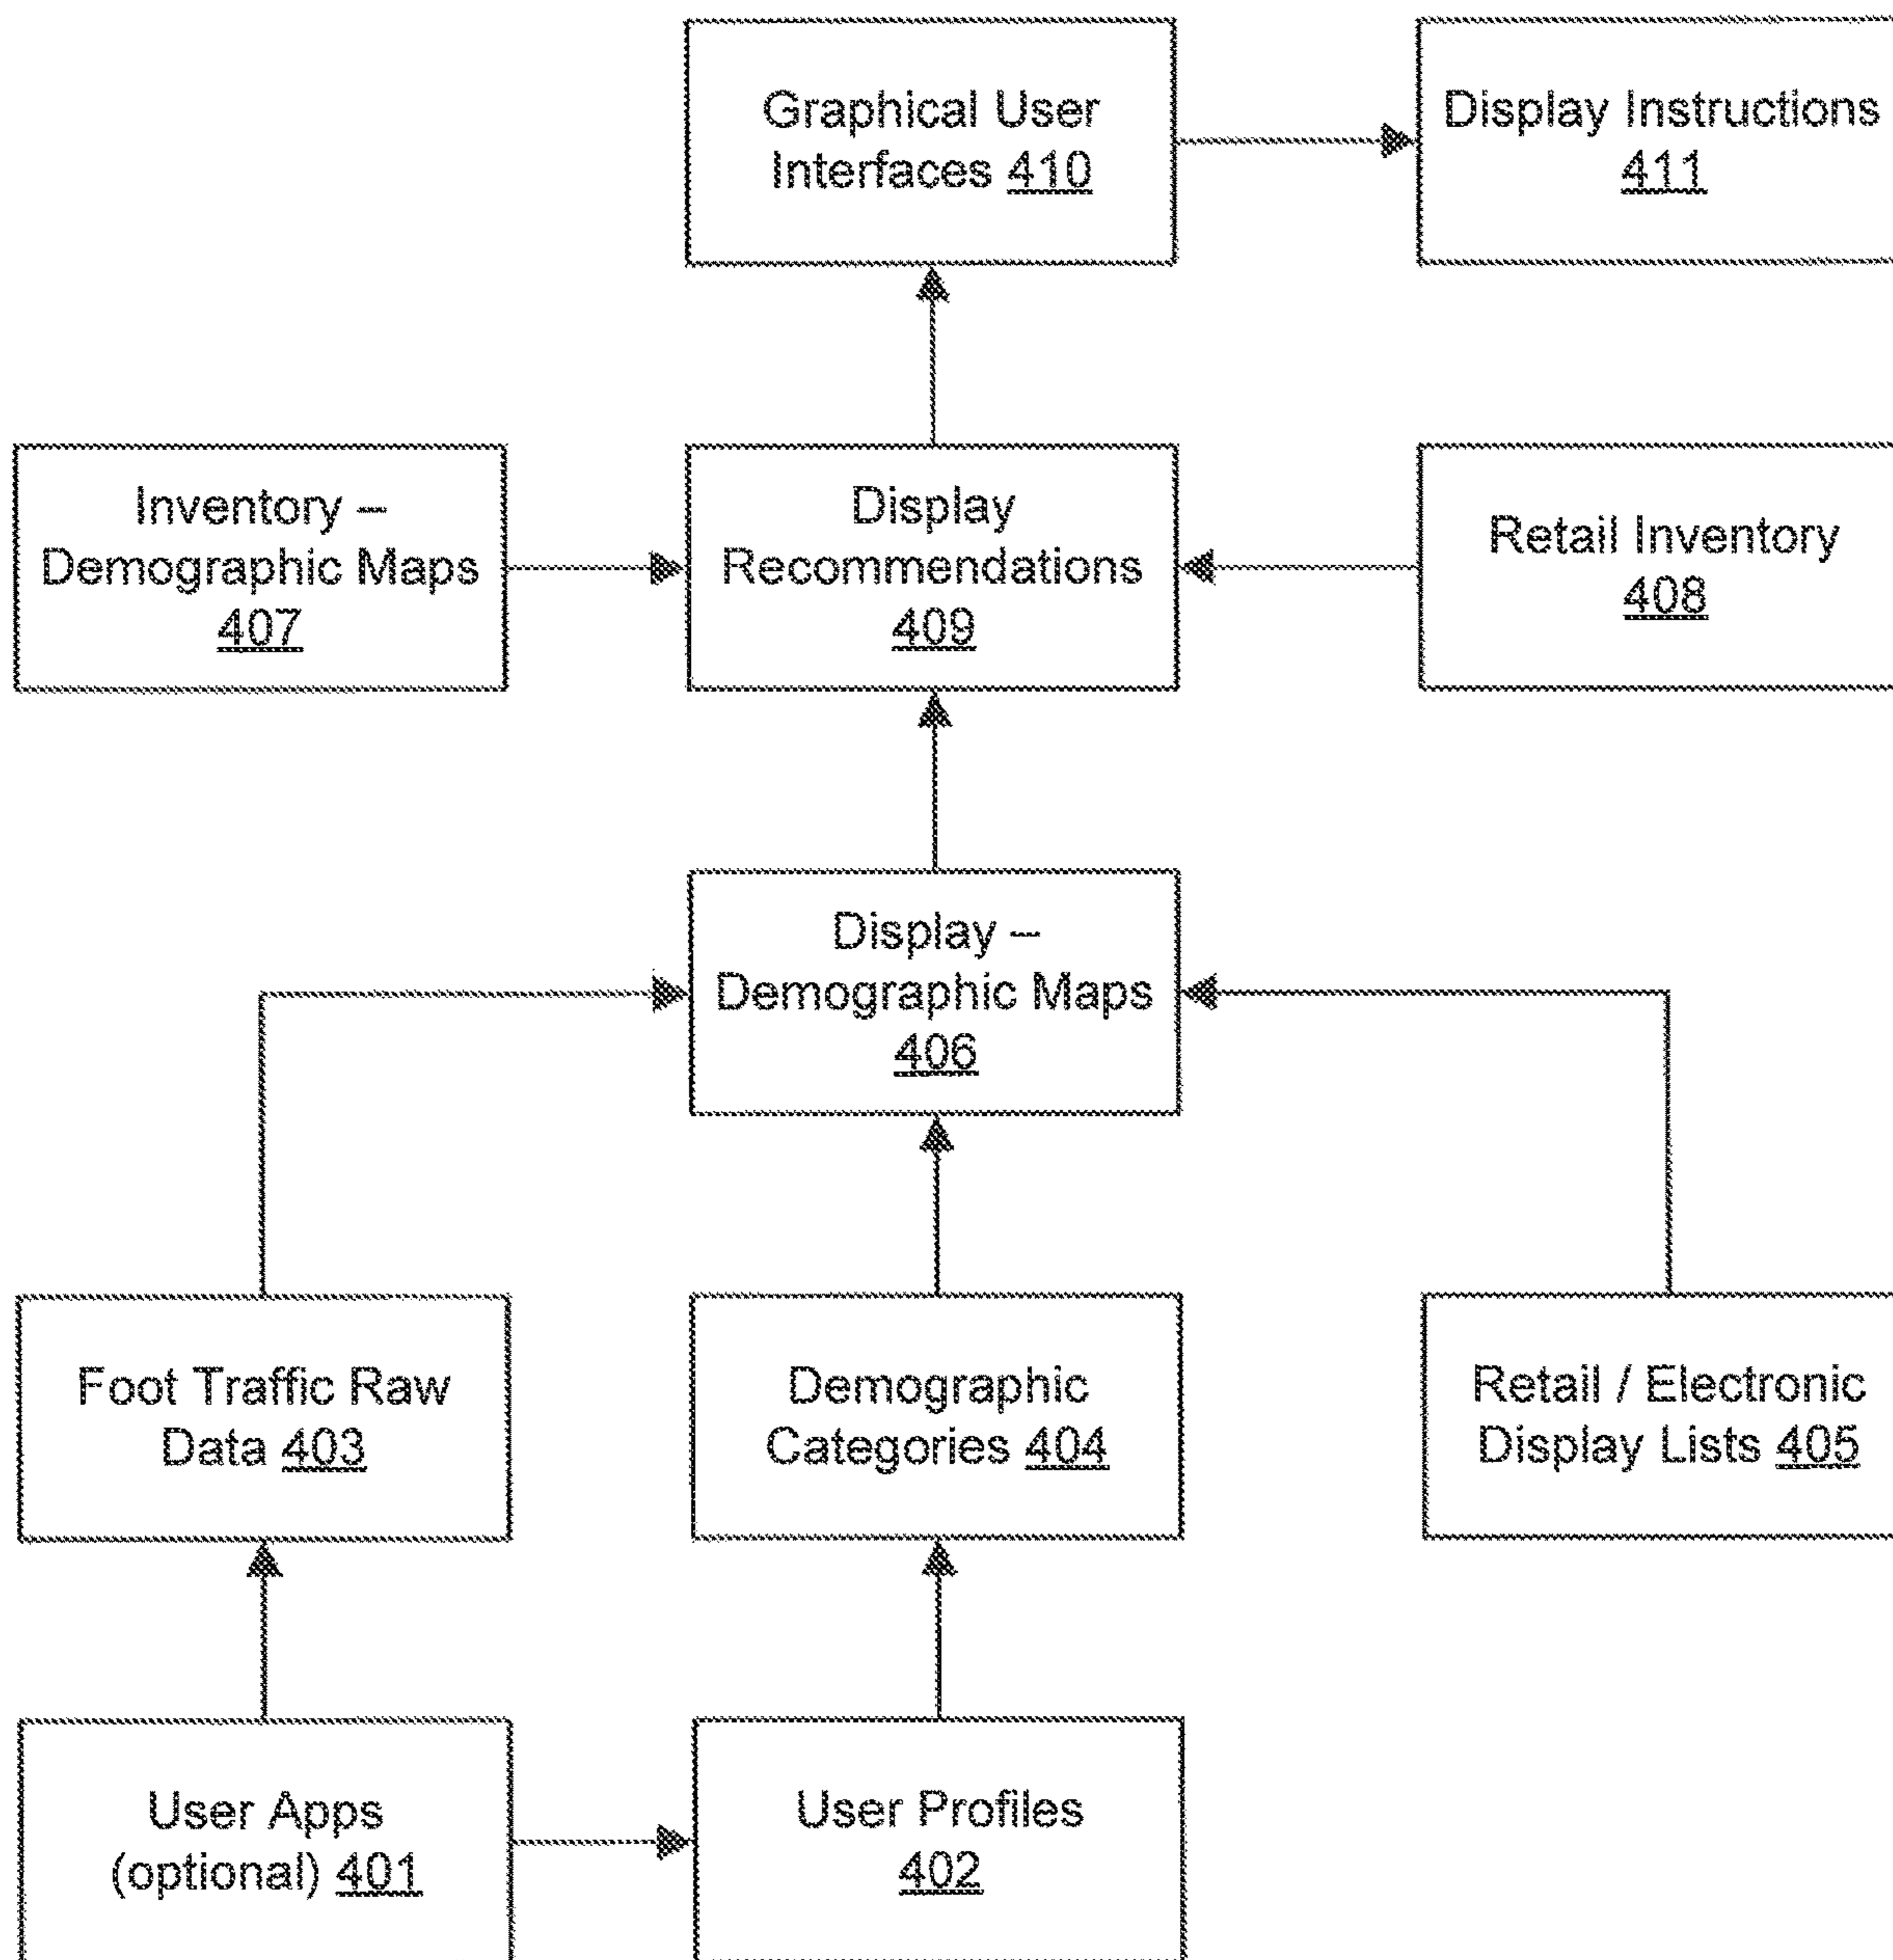 Graphical User
Interfaces 410
Display Instructions
411
Inventory –
Demographic Maps
407
Display
Recommendations
409
Retail Inventory
408
Display –
Demographic Maps
406
Foot Traffic Raw
Data 403
Demographic
Categories 404
Retail / Electronic
Display Lists 405
User Apps
(optional) 401
User Profiles
402